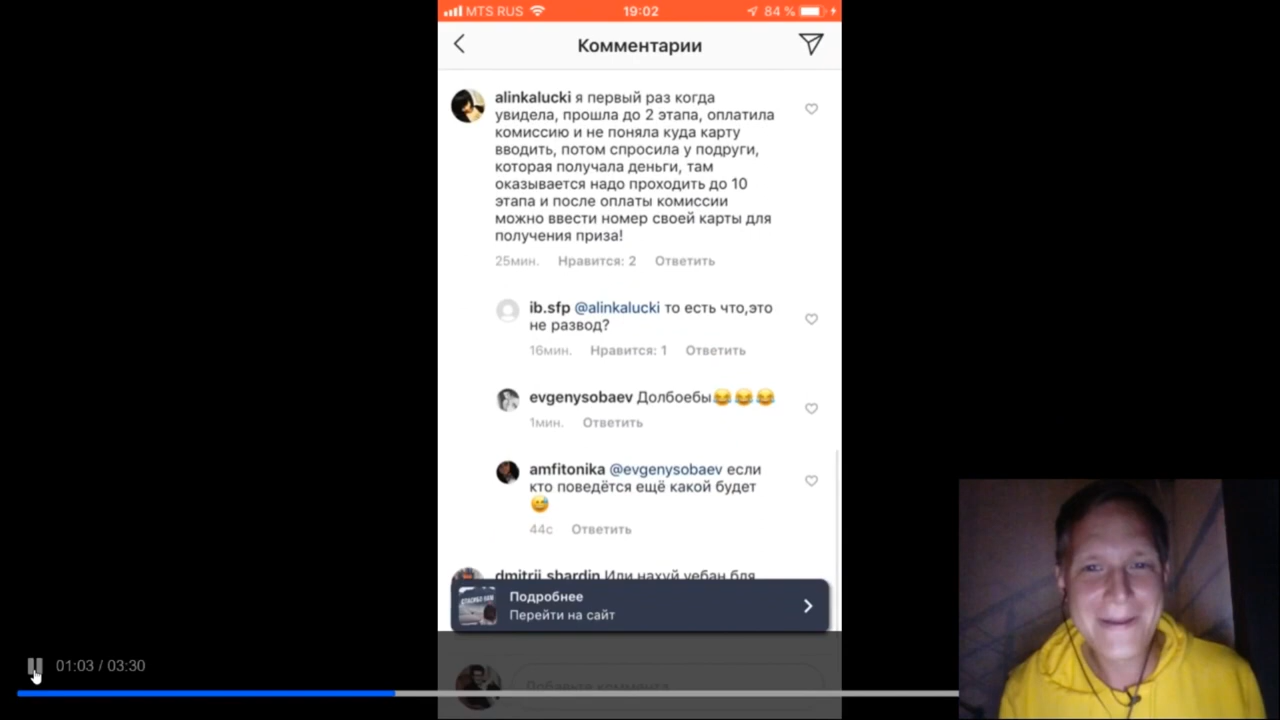 MTS RUS
19:02
84 %
Комментарии
alinkalucki я первый раз когда
увидела, прошла до 2 этапа, оплатила
комиссию и не поняла куда карту
вводить, потом спросила у подруги,
которая получала деньги, там
оказывается надо проходить до 10
этапа и после оплаты комиссии
можно ввести номер своей карты для
получения приза!
25мин. Нравится: 2 Ответить
ib.sfp @alinkalucki то есть что,это
не развод?
16мин. Нравится: 1 Ответить
evgenysobaev Долбоебы😂😂😂
1мин. Ответить
amfitonika @evgenysobaev если
кто поведётся ещё какой будет
😅
44с Ответить
dmitrii.shardin Или нахуй уебан бля
Подробнее
Перейти на сайт
01:03 / 03:30